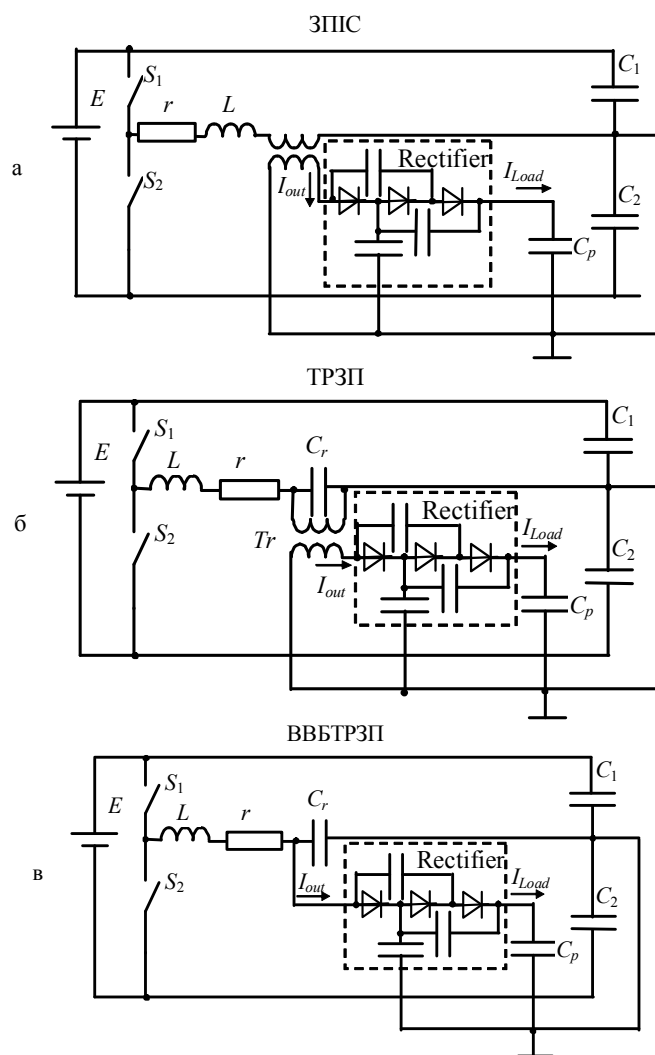 ЗПІС
E
S1
r
L
C1
Rectifier
а
Iout
ILoad
S2
C2
Cp
ТРЗП
C1
S1
E
L
r
Cr
Rectifier
б
ILoad
S2
Tr
C2
Iout
Cp
ВВБТРЗП
C1
S1
E
L
r
Cr
Rectifier
в
Iout
ILoad
S2
C2
Cp